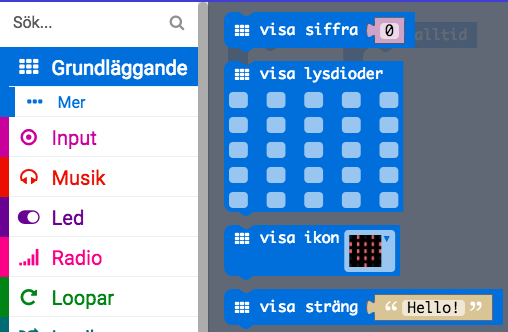 Sök...
Grundläggande
Mer
Input
Musik
Led
Radio
Loopar
visa siffra 0
alltid
visa lysdioder
visa ikon
visa sträng “ Hello! ”